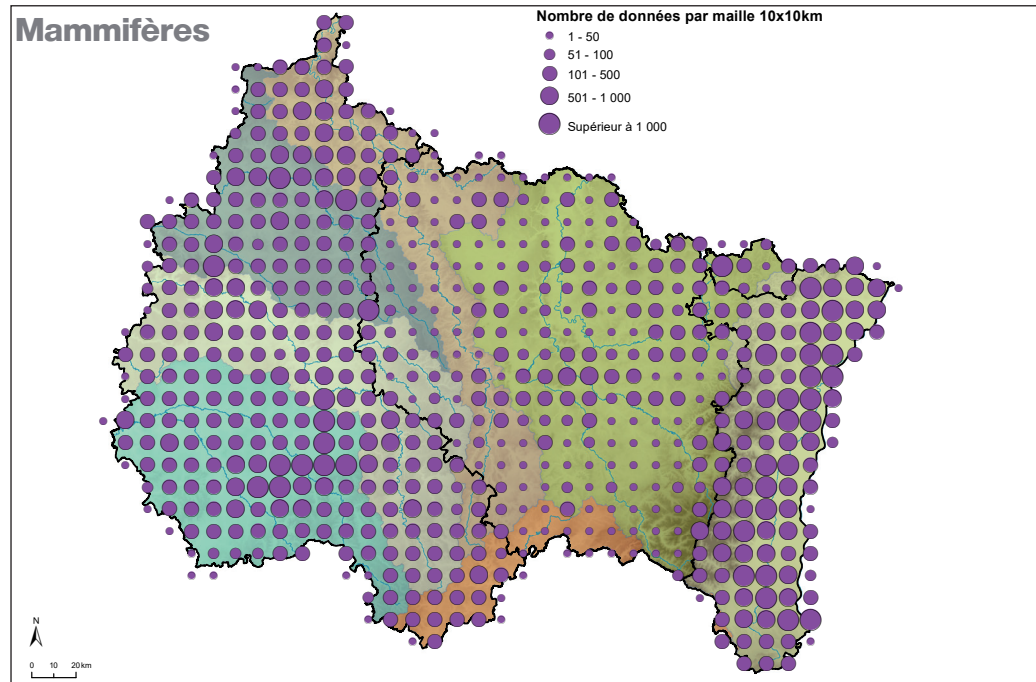 Mammifères
Nombre de données par maille 10x10km
1 - 50
51 - 100
101 - 500
501 - 1 000
Supérieur à 1 000
N
0 10 20 km